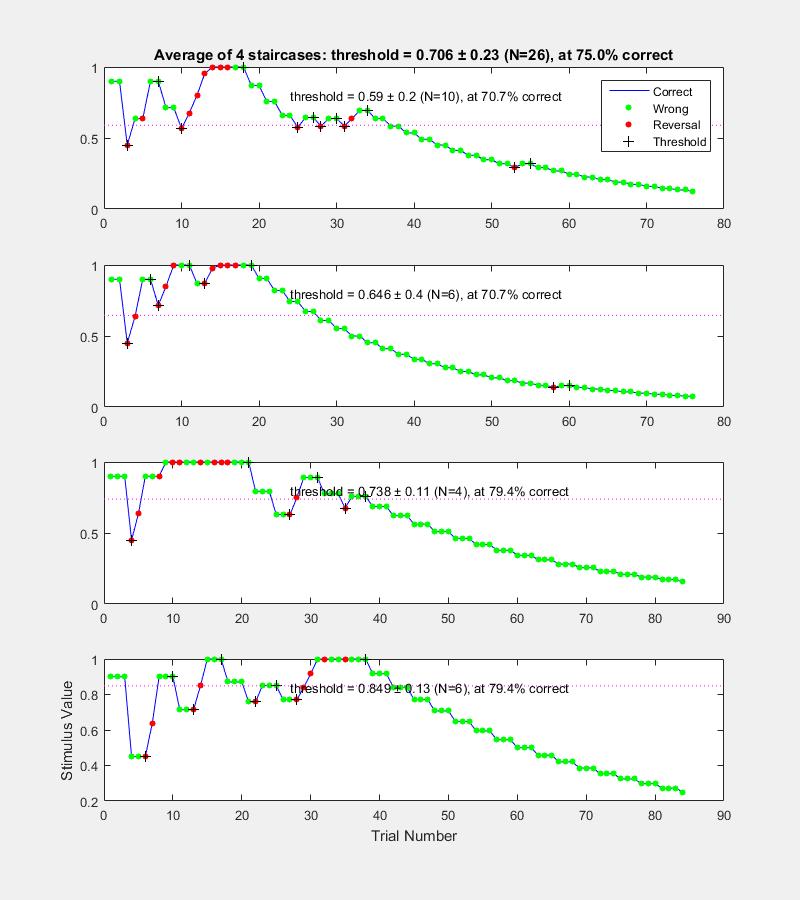 Average of 4 staircases: threshold = 0.706 ± 0.23 (N=26), at 75.0% correct
1
0.5
0
threshold = 0.59 ± 0.2 (N=10), at 70.7% correct
Correct
Wrong
Reversal
Threshold
0 10 20 30 40 50 60 70 80
1
0.5
0
threshold = 0.646 ± 0.4 (N=6), at 70.7% correct
0 10 20 30 40 50 60 70 80
1
0.5
0
threshold = 0.738 ± 0.11 (N=4), at 79.4% correct
0 10 20 30 40 50 60 70 80 90
Stimulus Value
1
0.8
0.6
0.4
0.2
threshold = 0.849 ± 0.13 (N=6), at 79.4% correct
0 10 20 30 40 50 60 70 80 90
Trial Number